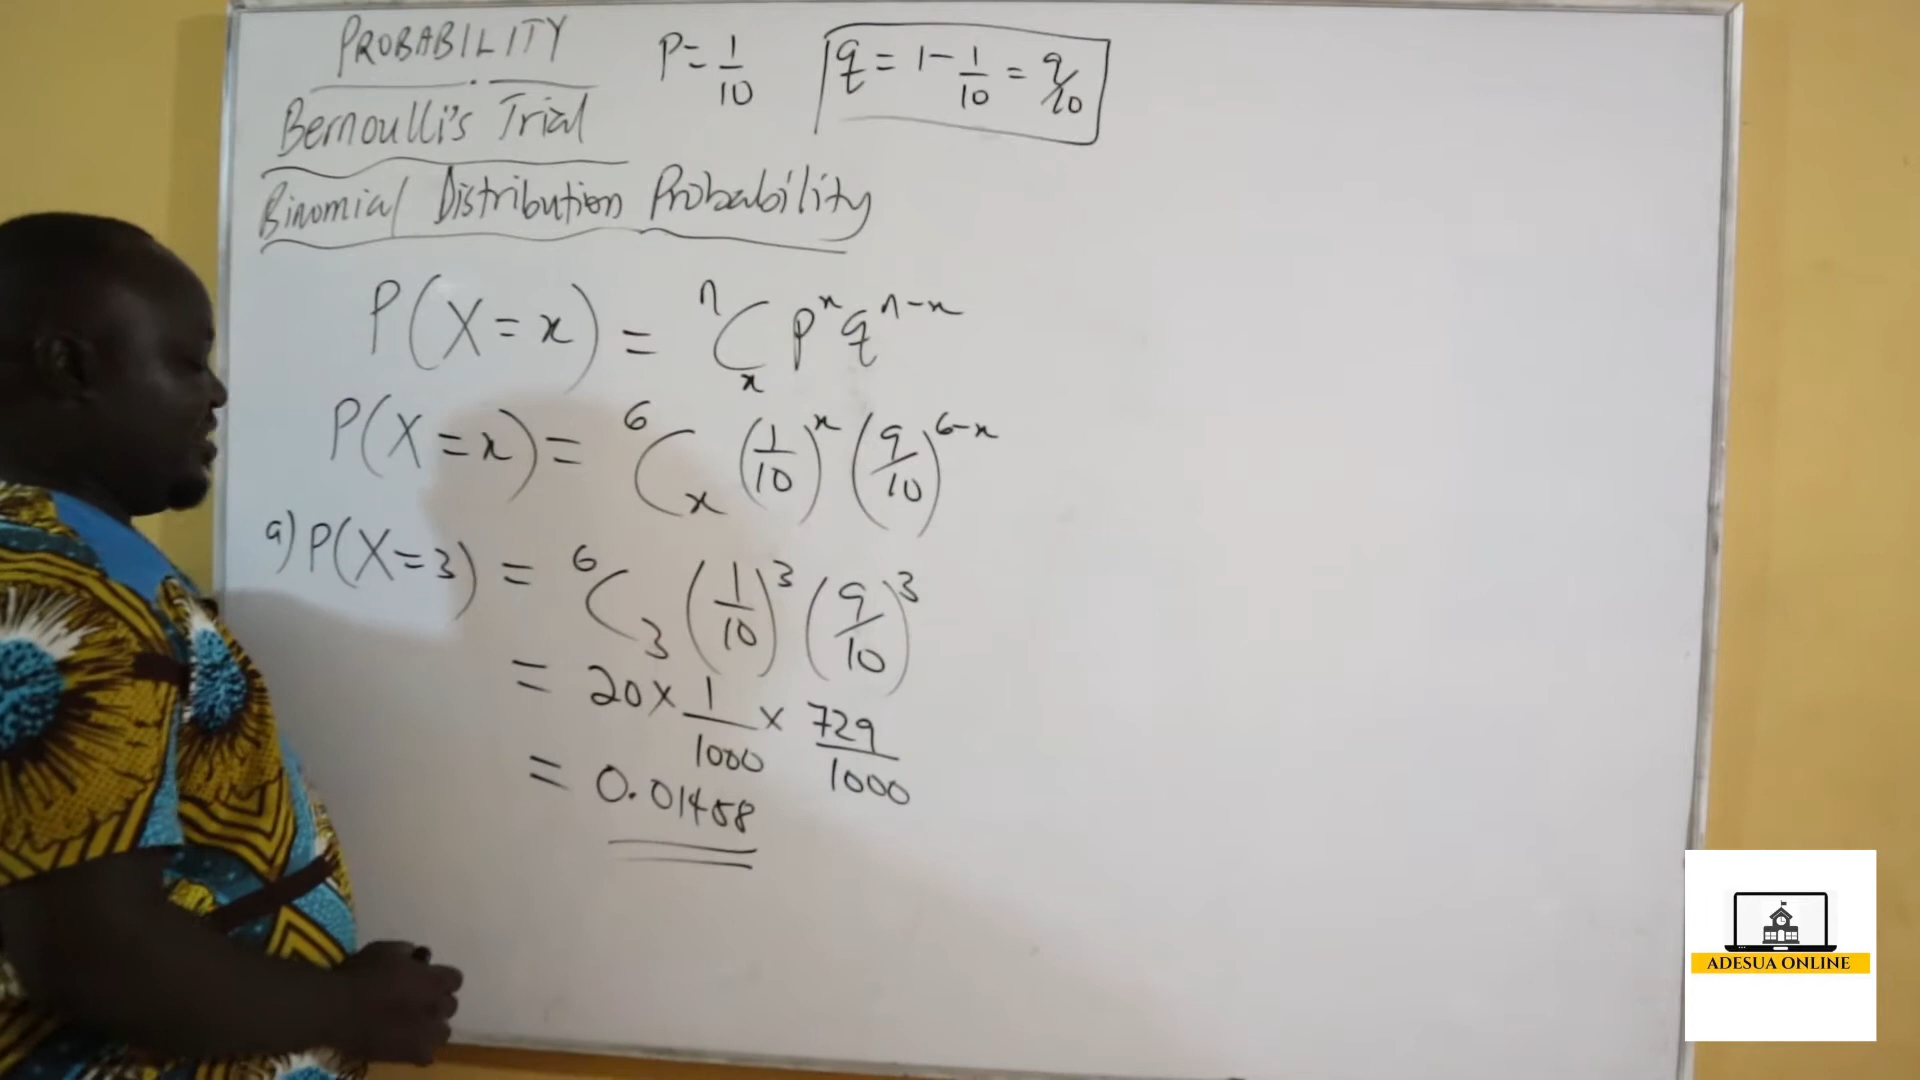 PROBABILITY
P = 1/10
q = 1 - 1/10 = 9/10
Bernoulli's Trial
Binomial Distribution Probability
P(X = x) = ⁿCₓ pˣ qⁿ⁻ˣ
P(X = x) = ⁶Cₓ (1/10)ˣ (9/10)⁶⁻ˣ
a) P(X = 3) = ⁶C₃ (1/10)³ (9/10)³
= 20 × 1/1000 × 729/1000
= 0.01458
ADESUA ONLINE